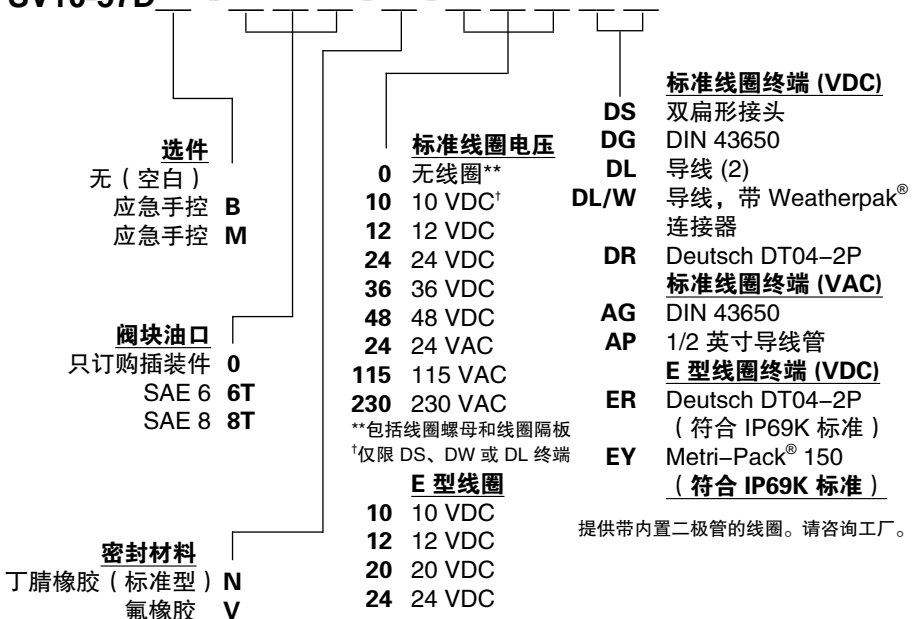 SV10-57D
选件
无（空白）
应急手控 B
应急手控 M
阀块油口
只订购插装件 0
SAE 6 6T
SAE 8 8T
密封材料
丁腈橡胶（标准型）N
氟橡胶 V
标准线圈电压
0 无线圈**
10 10 VDC†
12 12 VDC
24 24 VDC
36 36 VDC
48 48 VDC
24 24 VAC
115 115 VAC
230 230 VAC
**包括线圈螺母和线圈隔板
†仅限 DS、DW 或 DL 终端
E 型线圈
10 10 VDC
12 12 VDC
20 20 VDC
24 24 VDC
标准线圈终端 (VDC)
DS 双扁形接头
DG DIN 43650
DL 导线 (2)
DL/W 导线，带 Weatherpak®
连接器
DR Deutsch DT04–2P
标准线圈终端 (VAC)
AG DIN 43650
AP 1/2 英寸导线管
E 型线圈终端 (VDC)
ER Deutsch DT04–2P
（符合 IP69K 标准）
EY Metri–Pack® 150
（符合 IP69K 标准）
提供带内置二极管的线圈。请咨询工厂。